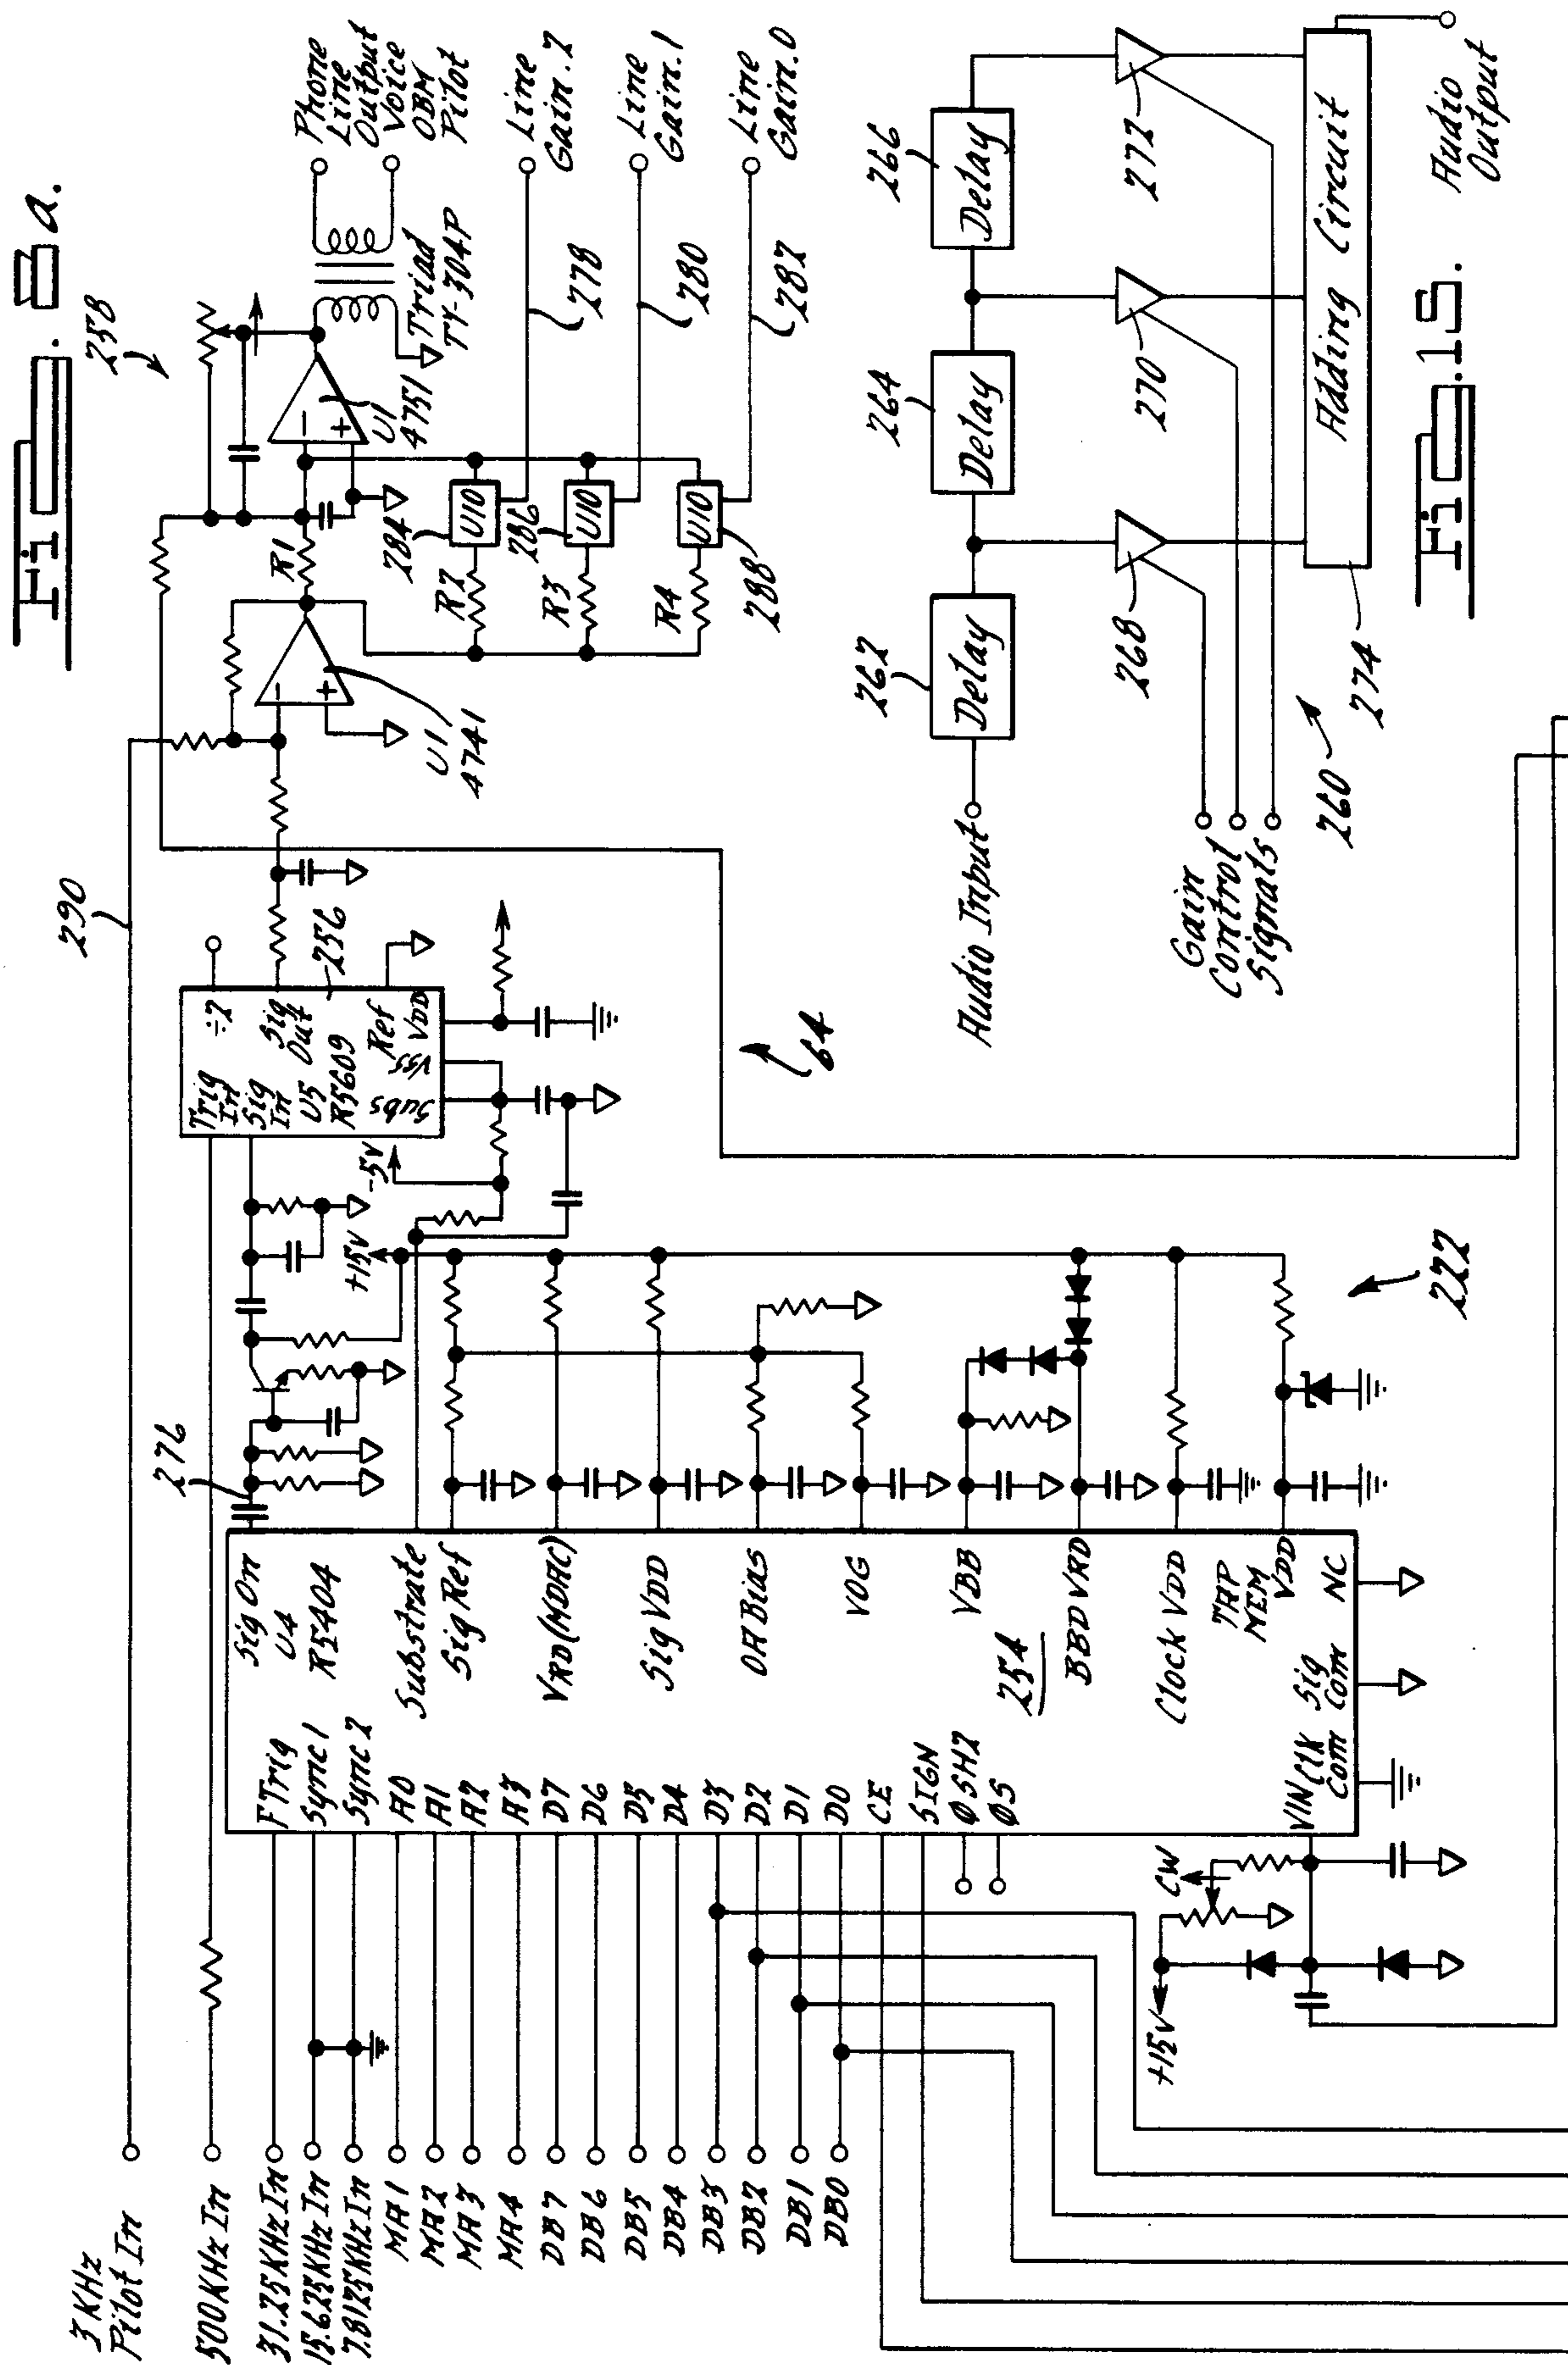 Fig. 8a.
258
Phone
Line
Output
Voice
OBM
Pilot
Triad
TY-304P
Line
Gain.2
Line
Gain.1
Line
Gain.0
278
280
282
U1
4751
R1
U10
284
R2
U10
286
R3
U10
288
R4
U1
4741
290
÷2
Trig
In
Sig
In
U5
R5609
Sig
Out
256
Ref
VDD
VSS
Subs
-5V
+15V
276
64
222
Sig On
U4
R5404
Substrate
Sig Ref
VRD(MDAC)
Sig VDD
OA Bias
VOG
VBB
254
BBDVRD
Clock VDD
TAP
MEM
VDD
NC
Sig
Com
Clk
Com
VIN
FTrig
Sync1
Sync2
A0
A1
A2
A3
D7
D6
D5
D4
D3
D2
D1
D0
CE
SIGN
ØSH2
ØS
CW
+15V
3KHz
Pilot In
500KHz In
31.25KHz In
15.625KHz In
7.8125KHz In
MA1
MA2
MA3
MA4
DB7
DB6
DB5
DB4
DB3
DB2
DB1
DB0
262
Delay
264
Delay
266
Delay
Audio Input
268
270
272
Gain
Control
Signals
260
274
Adding Circuit
Audio
Output
Fig.15.